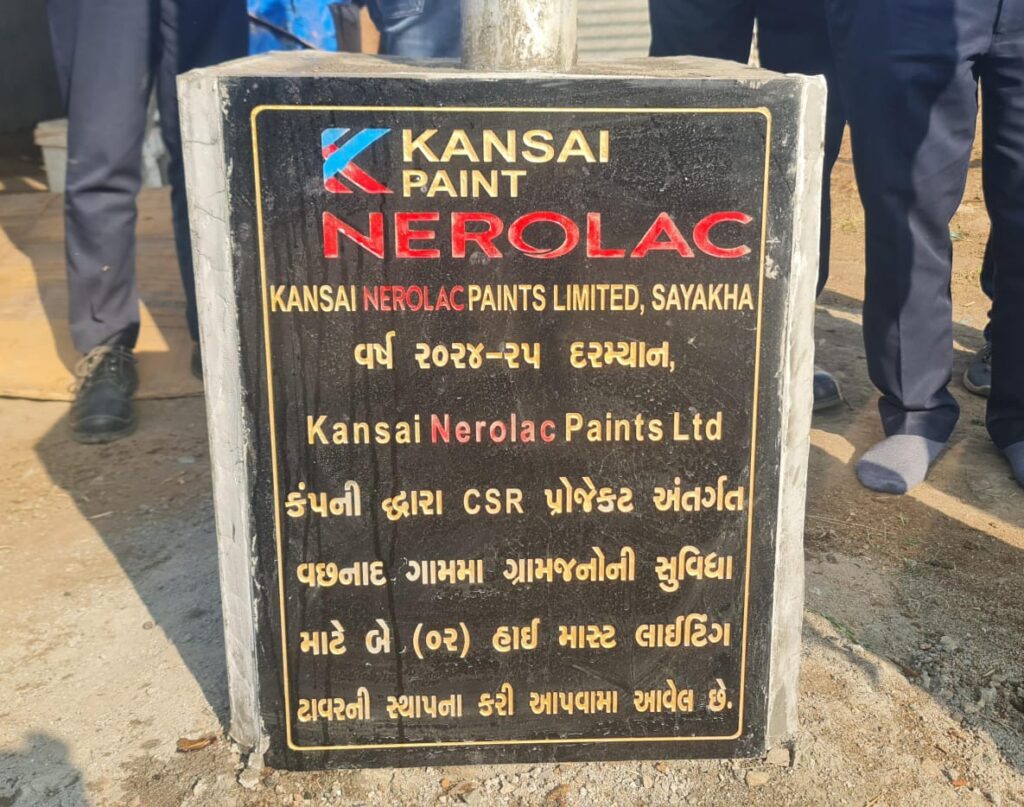 KANSAI
PAINT
NEROLAC
KANSAI NEROLAC PAINTS LIMITED, SAYAKHA
વર્ષ ૨૦૨૪-૨૫ દરમ્યાન,
Kansai Nerolac Paints Ltd
કંપની દ્વારા CSR પ્રોજેકટ અંતર્ગત
વછનાદ ગામમા ગ્રામજનોની સુવિધા
માટે બે (૦૨) હાઈ માસ્ટ લાઈટિંગ
ટાવરની સ્થાપના કરી આપવામા આવેલ છે.